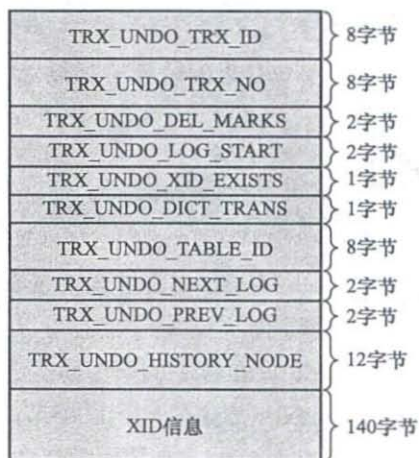 TRX_UNDO_TRX_ID 8字节
TRX_UNDO_TRX_NO 8字节
TRX_UNDO_DEL_MARKS 2字节
TRX_UNDO_LOG_START 2字节
TRX_UNDO_XID_EXISTS 1字节
TRX_UNDO_DICT_TRANS 1字节
TRX_UNDO_TABLE_ID 8字节
TRX_UNDO_NEXT_LOG 2字节
TRX_UNDO_PREV_LOG 2字节
TRX_UNDO_HISTORY_NODE 12字节
XID信息 140字节